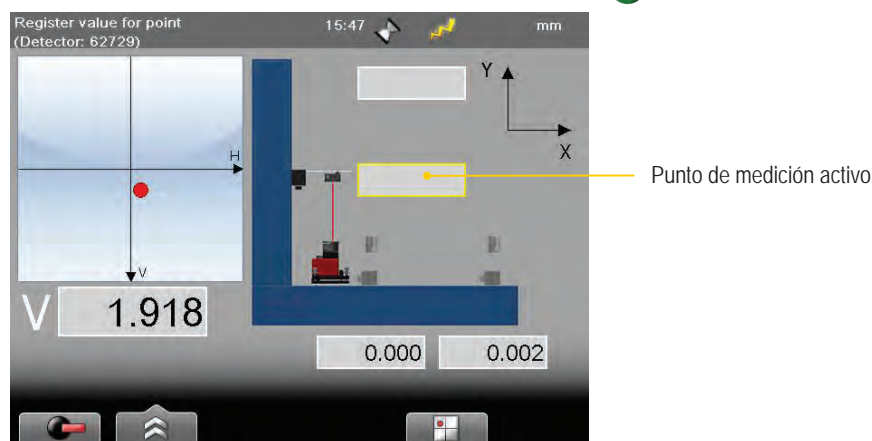 Register value for point
(Detector: 62729)
15:47
mm
H
V
V 1.918
Y
X
Punto de medición activo
0.000 0.002